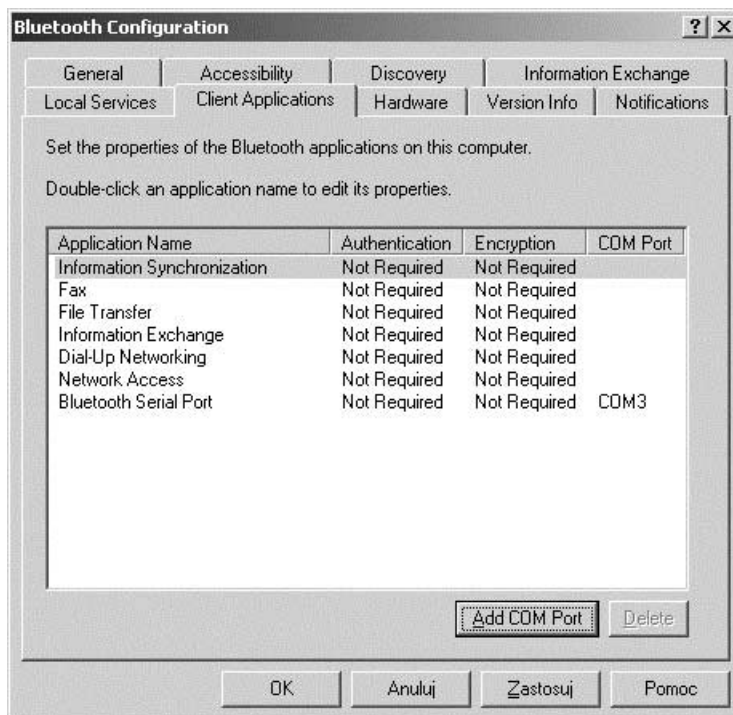 Bluetooth Configuration
General Accessibility Discovery Information Exchange
Local Services Client Applications Hardware Version Info Notifications
Set the properties of the Bluetooth applications on this computer.
Double-click an application name to edit its properties.
Application Name Authentication Encryption COM Port
Information Synchronization Not Required Not Required
Fax Not Required Not Required
File Transfer Not Required Not Required
Information Exchange Not Required Not Required
Dial-Up Networking Not Required Not Required
Network Access Not Required Not Required
Bluetooth Serial Port Not Required Not Required COM3
Add COM Port Delete
OK Anuluj Zastosuj Pomoc